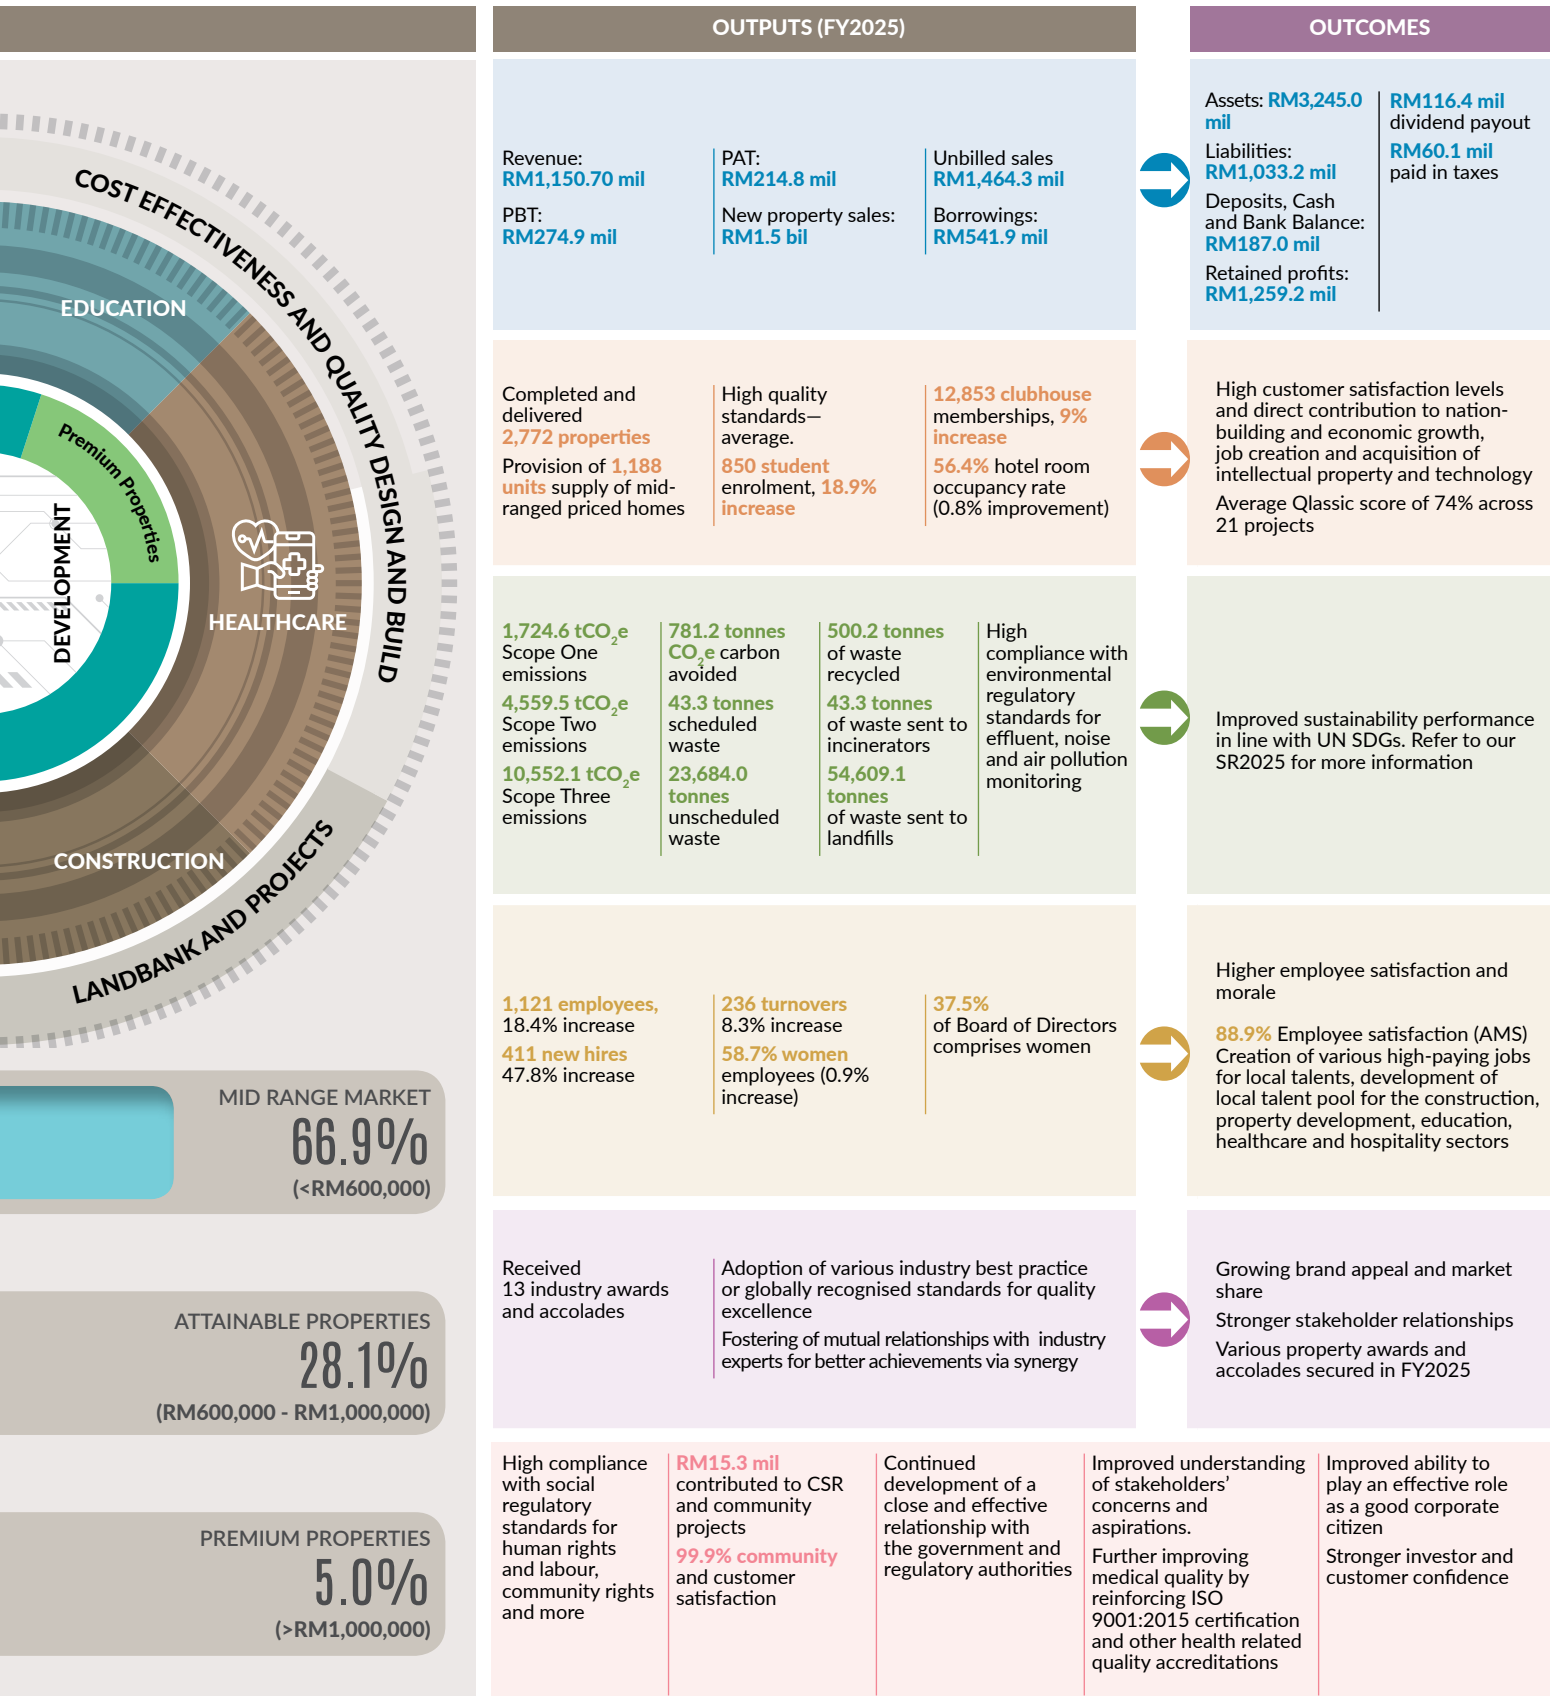 OUTPUTS (FY2025)
OUTCOMES
COST EFFECTIVENESS AND QUALITY DESIGN AND BUILD
EDUCATION
Premium Properties
DEVELOPMENT
HEALTHCARE
CONSTRUCTION
LANDBANK AND PROJECTS
MID RANGE MARKET
66.9%
(<RM600,000)
ATTAINABLE PROPERTIES
28.1%
(RM600,000 - RM1,000,000)
PREMIUM PROPERTIES
5.0%
(>RM1,000,000)
Revenue:
RM1,150.70 mil
PBT:
RM274.9 mil
PAT:
RM214.8 mil
New property sales:
RM1.5 bil
Unbilled sales
RM1,464.3 mil
Borrowings:
RM541.9 mil
Assets: RM3,245.0
mil
Liabilities:
RM1,033.2 mil
Deposits, Cash
and Bank Balance:
RM187.0 mil
Retained profits:
RM1,259.2 mil
RM116.4 mil
dividend payout
RM60.1 mil
paid in taxes
Completed and
delivered
2,772 properties
Provision of 1,188
units supply of mid-
ranged priced homes
High quality
standards—
average.
850 student
enrolment, 18.9%
increase
12,853 clubhouse
memberships, 9%
increase
56.4% hotel room
occupancy rate
(0.8% improvement)
High customer satisfaction levels
and direct contribution to nation-
building and economic growth,
job creation and acquisition of
intellectual property and technology
Average Qlassic score of 74% across
21 projects
1,724.6 tCO2e
Scope One
emissions
4,559.5 tCO2e
Scope Two
emissions
10,552.1 tCO2e
Scope Three
emissions
781.2 tonnes
CO2e carbon
avoided
43.3 tonnes
scheduled
waste
23,684.0
tonnes
unscheduled
waste
500.2 tonnes
of waste
recycled
43.3 tonnes
of waste sent to
incinerators
54,609.1
tonnes
of waste sent to
landfills
High
compliance with
environmental
regulatory
standards for
effluent, noise
and air pollution
monitoring
Improved sustainability performance
in line with UN SDGs. Refer to our
SR2025 for more information
1,121 employees,
18.4% increase
411 new hires
47.8% increase
236 turnovers
8.3% increase
58.7% women
employees (0.9%
increase)
37.5%
of Board of Directors
comprises women
Higher employee satisfaction and
morale
88.9% Employee satisfaction (AMS)
Creation of various high-paying jobs
for local talents, development of
local talent pool for the construction,
property development, education,
healthcare and hospitality sectors
Received
13 industry awards
and accolades
Adoption of various industry best practice
or globally recognised standards for quality
excellence
Fostering of mutual relationships with industry
experts for better achievements via synergy
Growing brand appeal and market
share
Stronger stakeholder relationships
Various property awards and
accolades secured in FY2025
High compliance
with social
regulatory
standards for
human rights
and labour,
community rights
and more
RM15.3 mil
contributed to CSR
and community
projects
99.9% community
and customer
satisfaction
Continued
development of a
close and effective
relationship with
the government and
regulatory authorities
Improved understanding
of stakeholders’
concerns and
aspirations.
Further improving
medical quality by
reinforcing ISO
9001:2015 certification
and other health related
quality accreditations
Improved ability to
play an effective role
as a good corporate
citizen
Stronger investor and
customer confidence